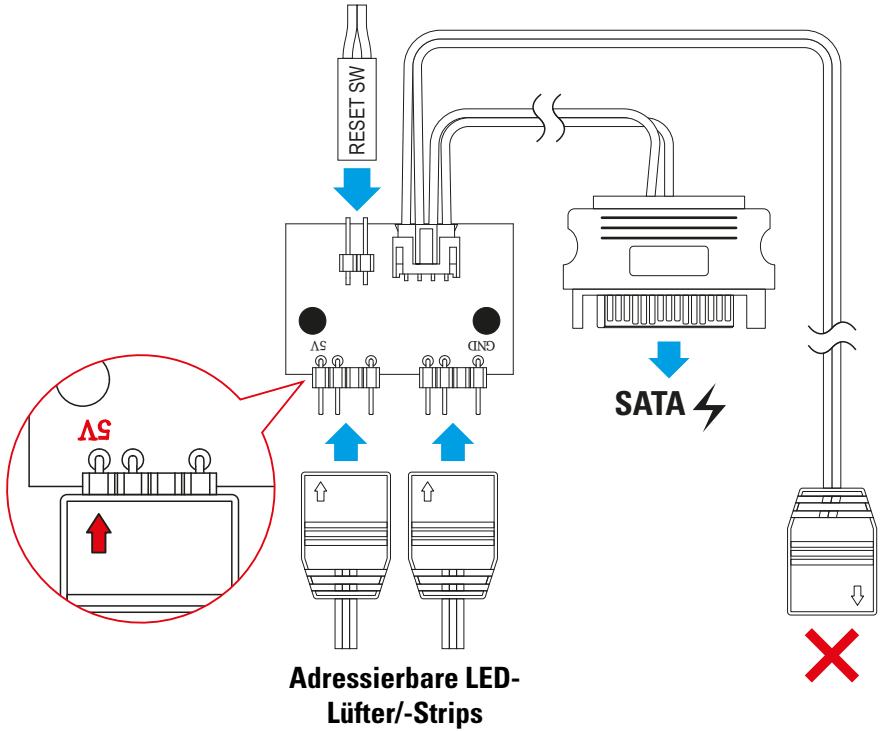 RESET SW
5V
GND
5V
SATA
Adressierbare LED-
Lüfter/-Strips